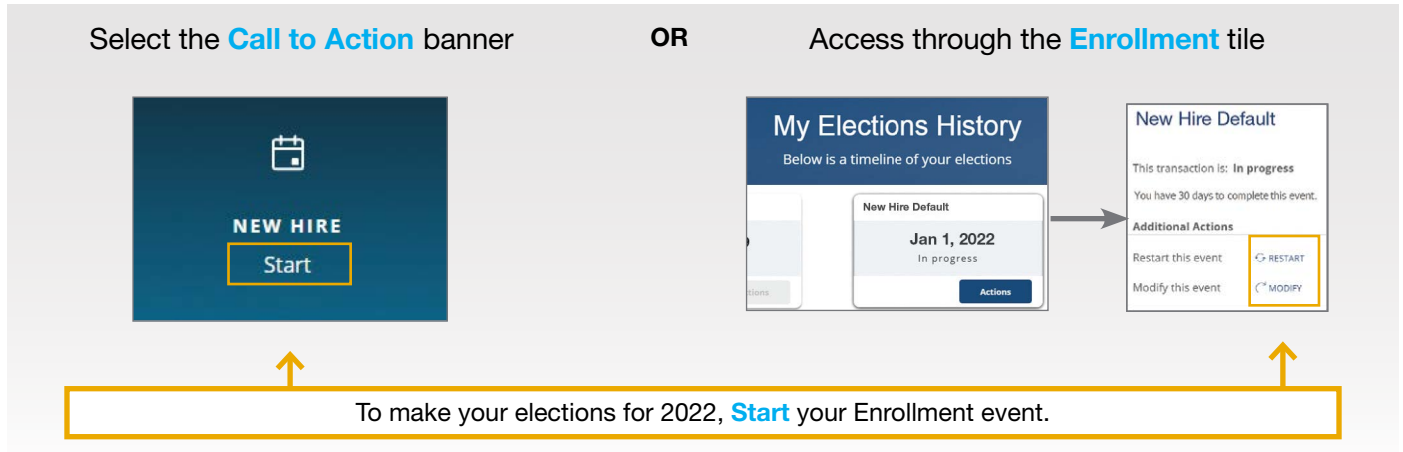 Select the Call to Action banner
OR
Access through the Enrollment tile
NEW HIRE
Start
My Elections History
Below is a timeline of your elections
New Hire Default
Jan 1, 2022
In progress
Actions
New Hire Default
This transaction is: In progress
You have 30 days to complete this event.
Additional Actions
Restart this event RESTART
Modify this event MODIFY
To make your elections for 2022, Start your Enrollment event.